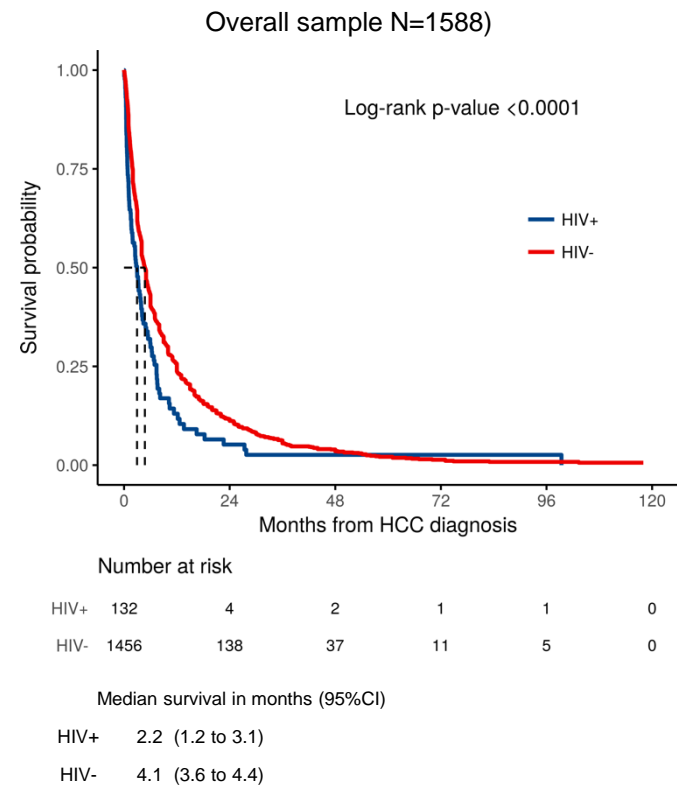 Overall sample N=1588)
1.00
0.75
0.50
0.25
0.00
Survival probability
Log-rank p-value <0.0001
HIV+
HIV-
0 24 48 72 96 120
Months from HCC diagnosis
Number at risk
HIV+ 132 4 2 1 1 0
HIV- 1456 138 37 11 5 0
Median survival in months (95%CI)
HIV+ 2.2 (1.2 to 3.1)
HIV- 4.1 (3.6 to 4.4)